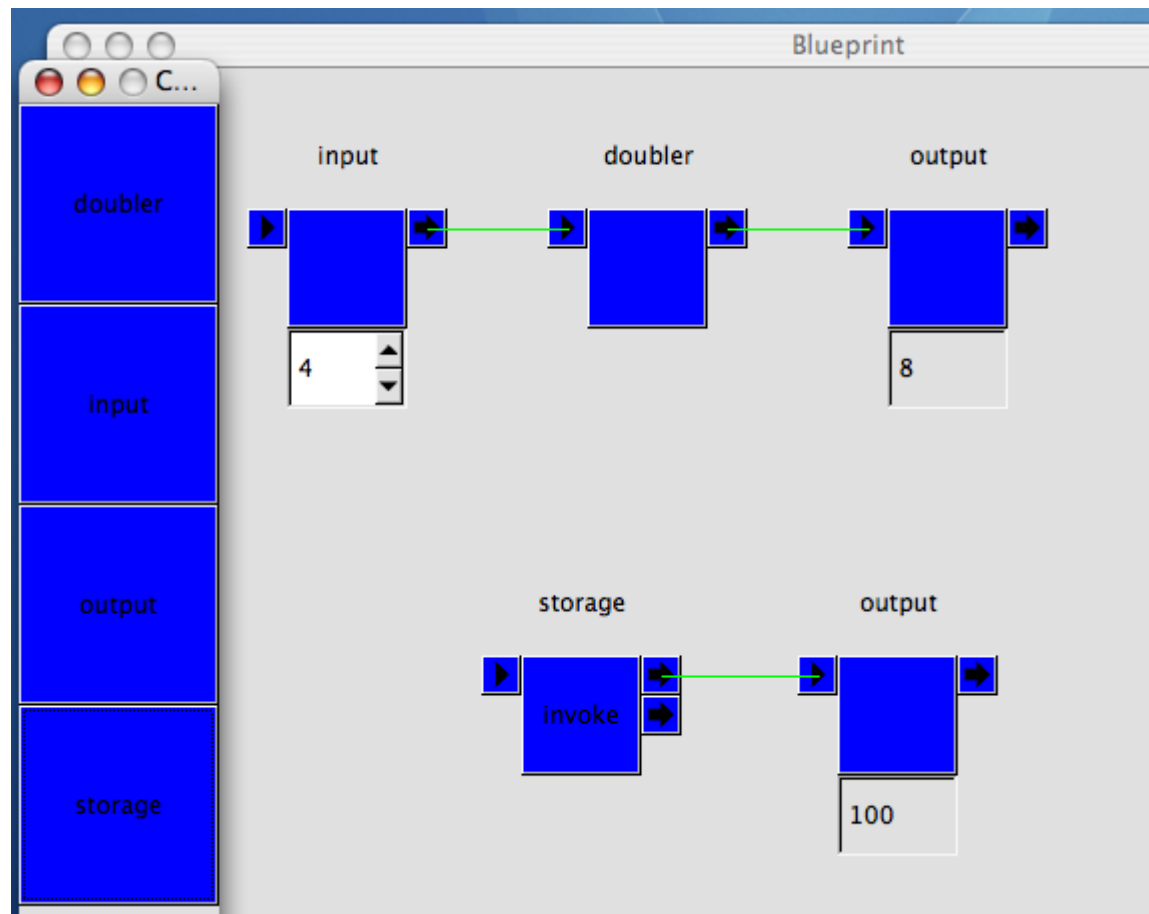 Blueprint
C...
doubler
input
output
storage
input
doubler
output
4
8
storage
output
invoke
100